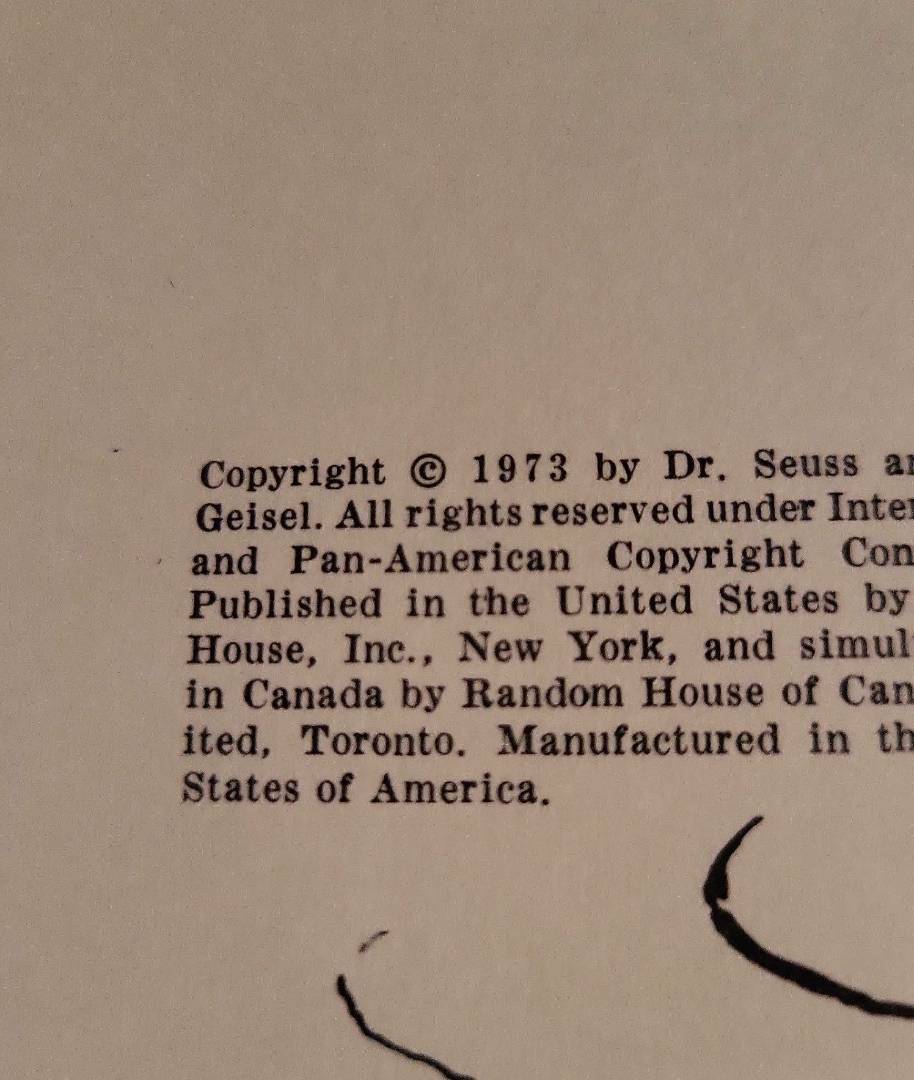 Copyright © 1973 by Dr. Seuss
Geisel. All rights reserved under
and Pan-American Copyright
Published in the United States by
House, Inc., New York, and
in Canada by Random House of
ited, Toronto. Manufactured in
States of America.